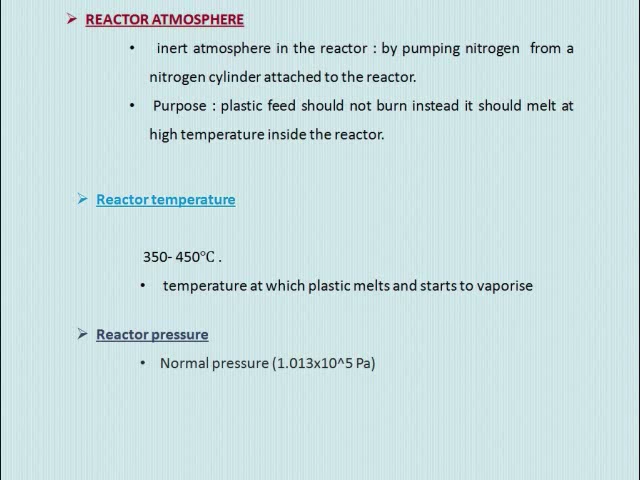 REACTOR ATMOSPHERE
• inert atmosphere in the reactor : by pumping nitrogen from a
nitrogen cylinder attached to the reactor.
• Purpose : plastic feed should not burn instead it should melt at
high temperature inside the reactor.
Reactor temperature
350- 450℃ .
• temperature at which plastic melts and starts to vaporise
Reactor pressure
• Normal pressure (1.013x10^5 Pa)